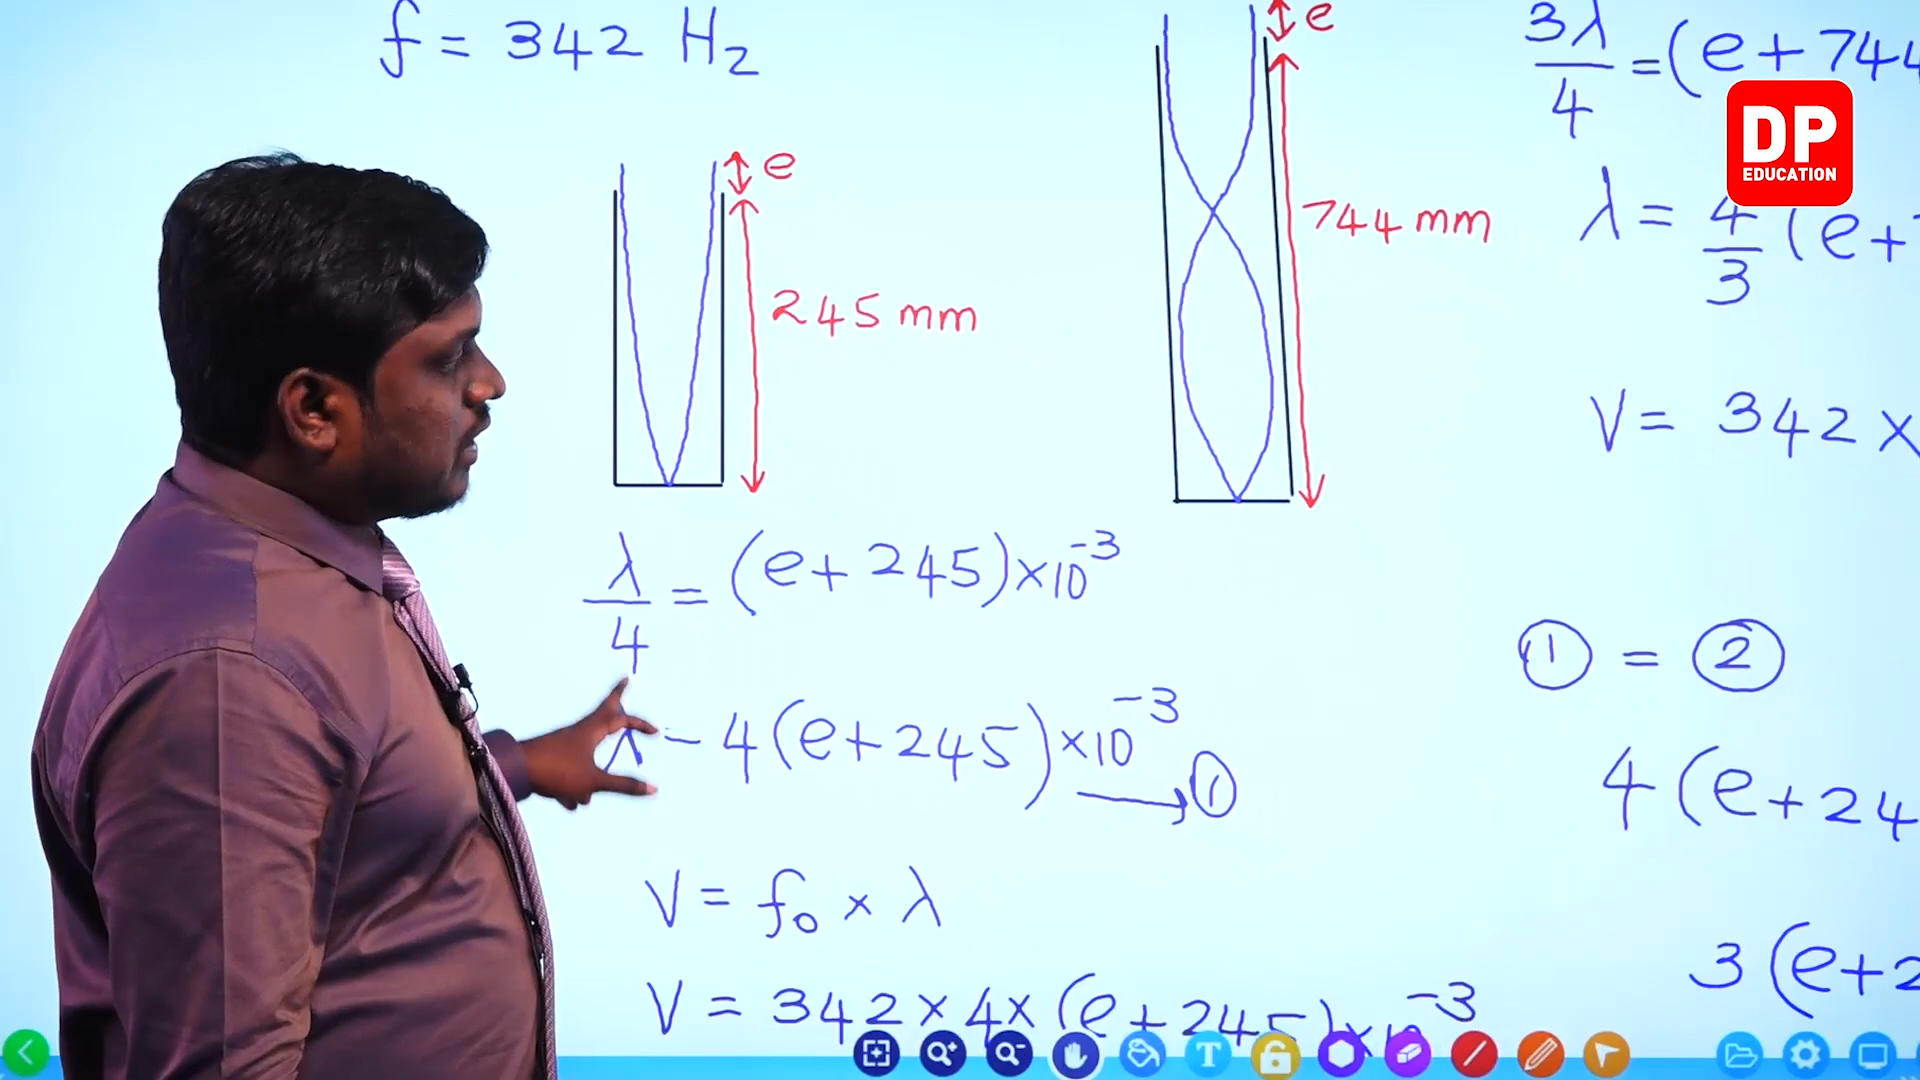 f = 342 Hz
e
245 mm
λ/4 = (e + 245) × 10⁻³
4 (e + 245) × 10⁻³
→ ①
V = f₀ × λ
V = 342 × 4 × (e + 245) × 10⁻³
e
744 mm
3λ/4 = (e + 744
λ = 4/3 (e +
V = 342 ×
① = ②
4 (e + 24
3 (e + 2
DP
EDUCATION
T